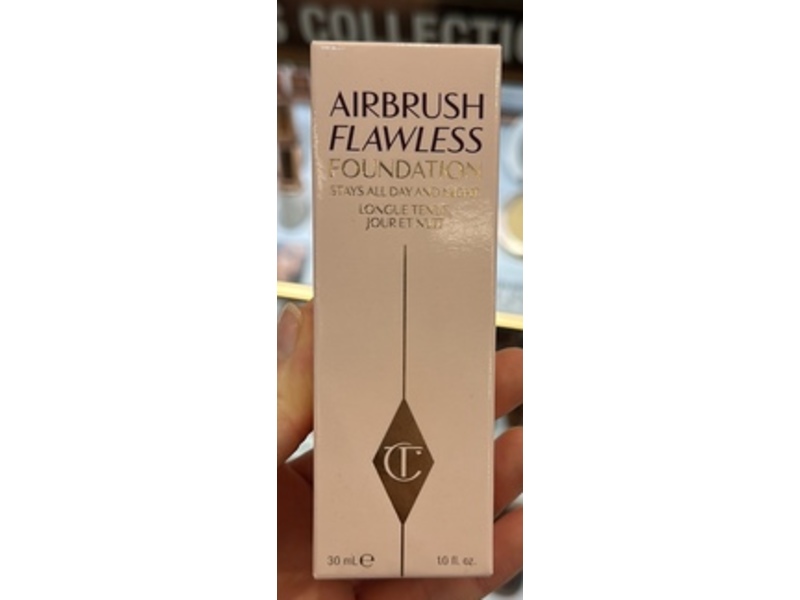 S COLLECTIO
AIRBRUSH
FLAWLESS
FOUNDATION
STAYS ALL DAY AND NIGHT
LONGUE TENUE
JOUR ET NUIT
CT
30 mL e
1.0 fl. oz.